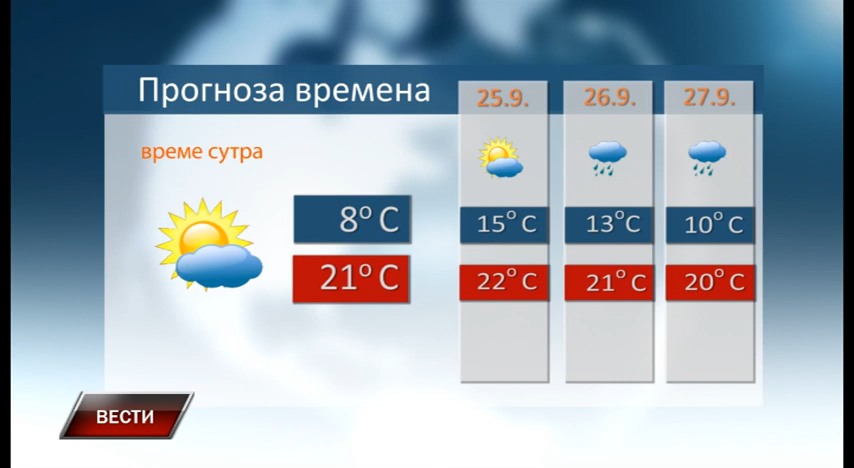 Прогноза времена
време сутра
8° C
21° C
25.9.
15° C
22° C
26.9.
13°C
21° C
27.9.
10° C
20° C
ВЕСТИ